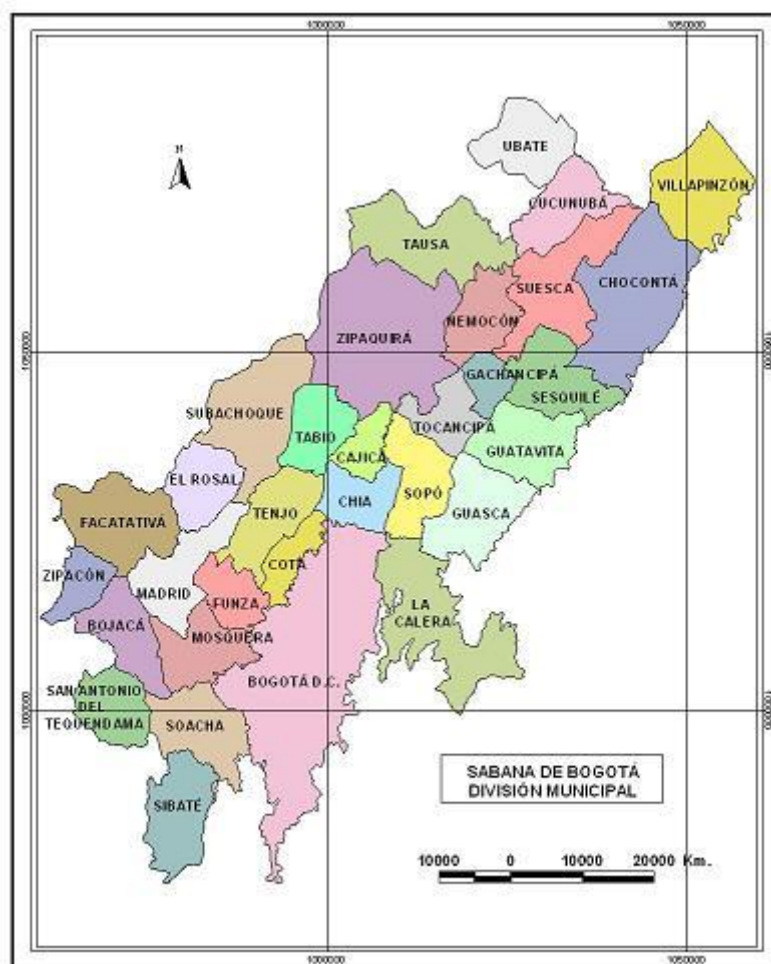 1000000
1050000
N
UBATE
VILLAPINZÓN
CUCUNUBÁ
TAUSA
SUESCA
CHOCONTÁ
NEMOCÓN
ZIPAQUIRÁ
1050000
GACHANCIPÁ
SESQUILÉ
SUBACHOQUE
TABIO
TOCANCIPÁ
CAJICÁ
GUATAVITA
EL ROSAL
CHIA
SOPÓ
GUASCA
FACATATIVÁ
TENJO
COTA
ZIPACÓN
MADRID
FUNZA
LA
CALERA
BOJACÁ
MOSQUERA
BOGOTÁ D.C.
SAN ANTONIO
DEL
TEQUENDAMA
SOACHA
1000000
1000000
SABANA DE BOGOTÁ
DIVISIÓN MUNICIPAL
SIBATÉ
10000 0 10000 20000 Km.
1000000
1050000